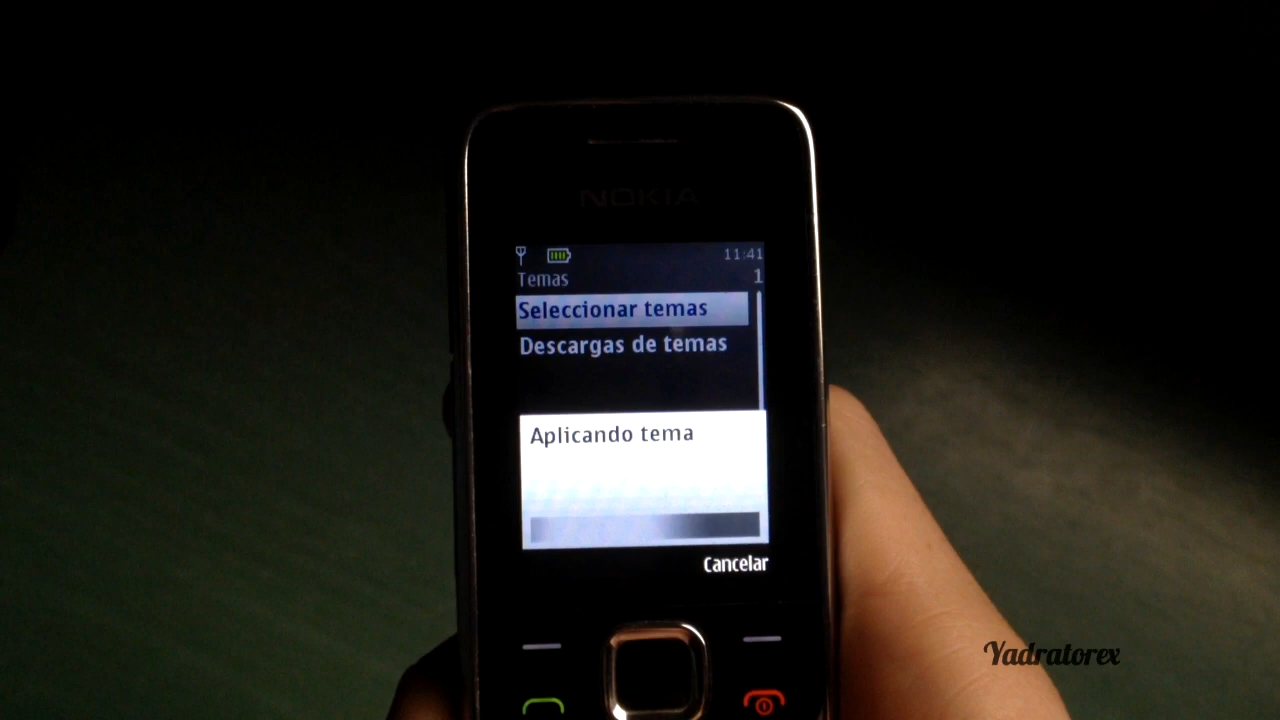 NOKIA
11:41
Temas 1
Seleccionar temas
Descargas de temas
Aplicando tema
Cancelar
Yadratorex